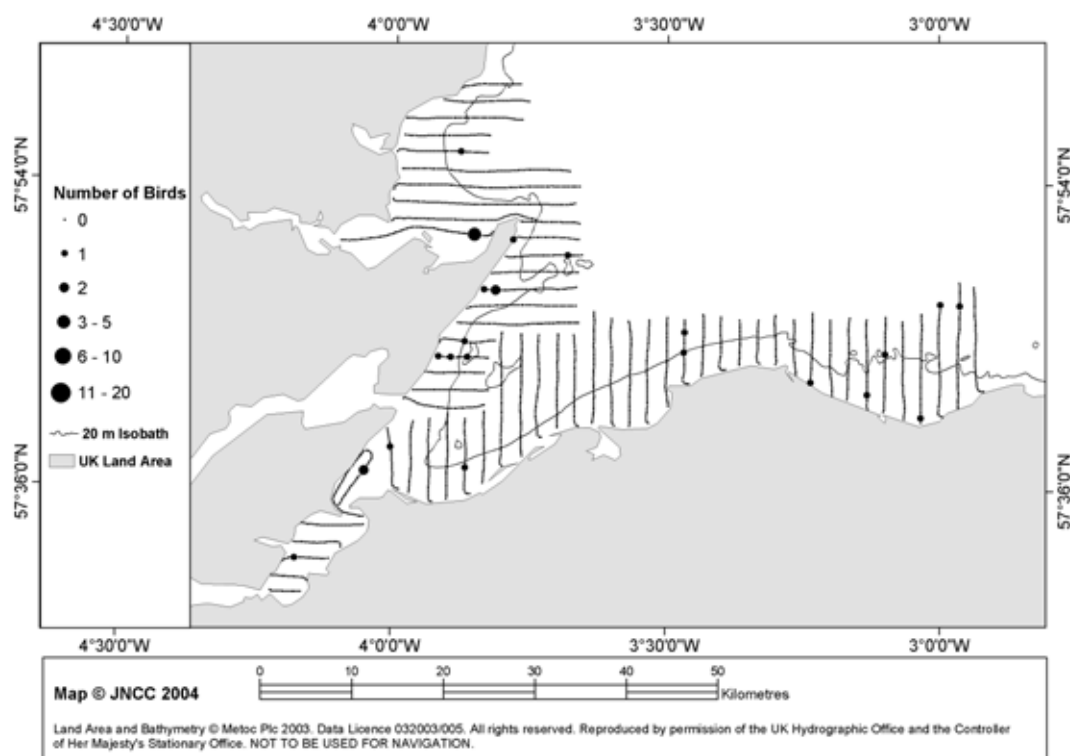 4°30'0"W 4°0'0"W 3°30'0"W 3°0'0"W
57°54'0"N
57°54'0"N
Number of Birds
0
1
2
3 - 5
6 - 10
11 - 20
20 m Isobath
UK Land Area
57°36'0"N
57°36'0"N
4°30'0"W 4°0'0"W 3°30'0"W 3°0'0"W
0 10 20 30 40 50
Map © JNCC 2004
Kilometres
Land Area and Bathymetry © Metoc Plc 2003. Data Licence 032003/005. All rights reserved. Reproduced by permission of the UK Hydrographic Office and the Controller
of Her Majesty's Stationary Office. NOT TO BE USED FOR NAVIGATION.